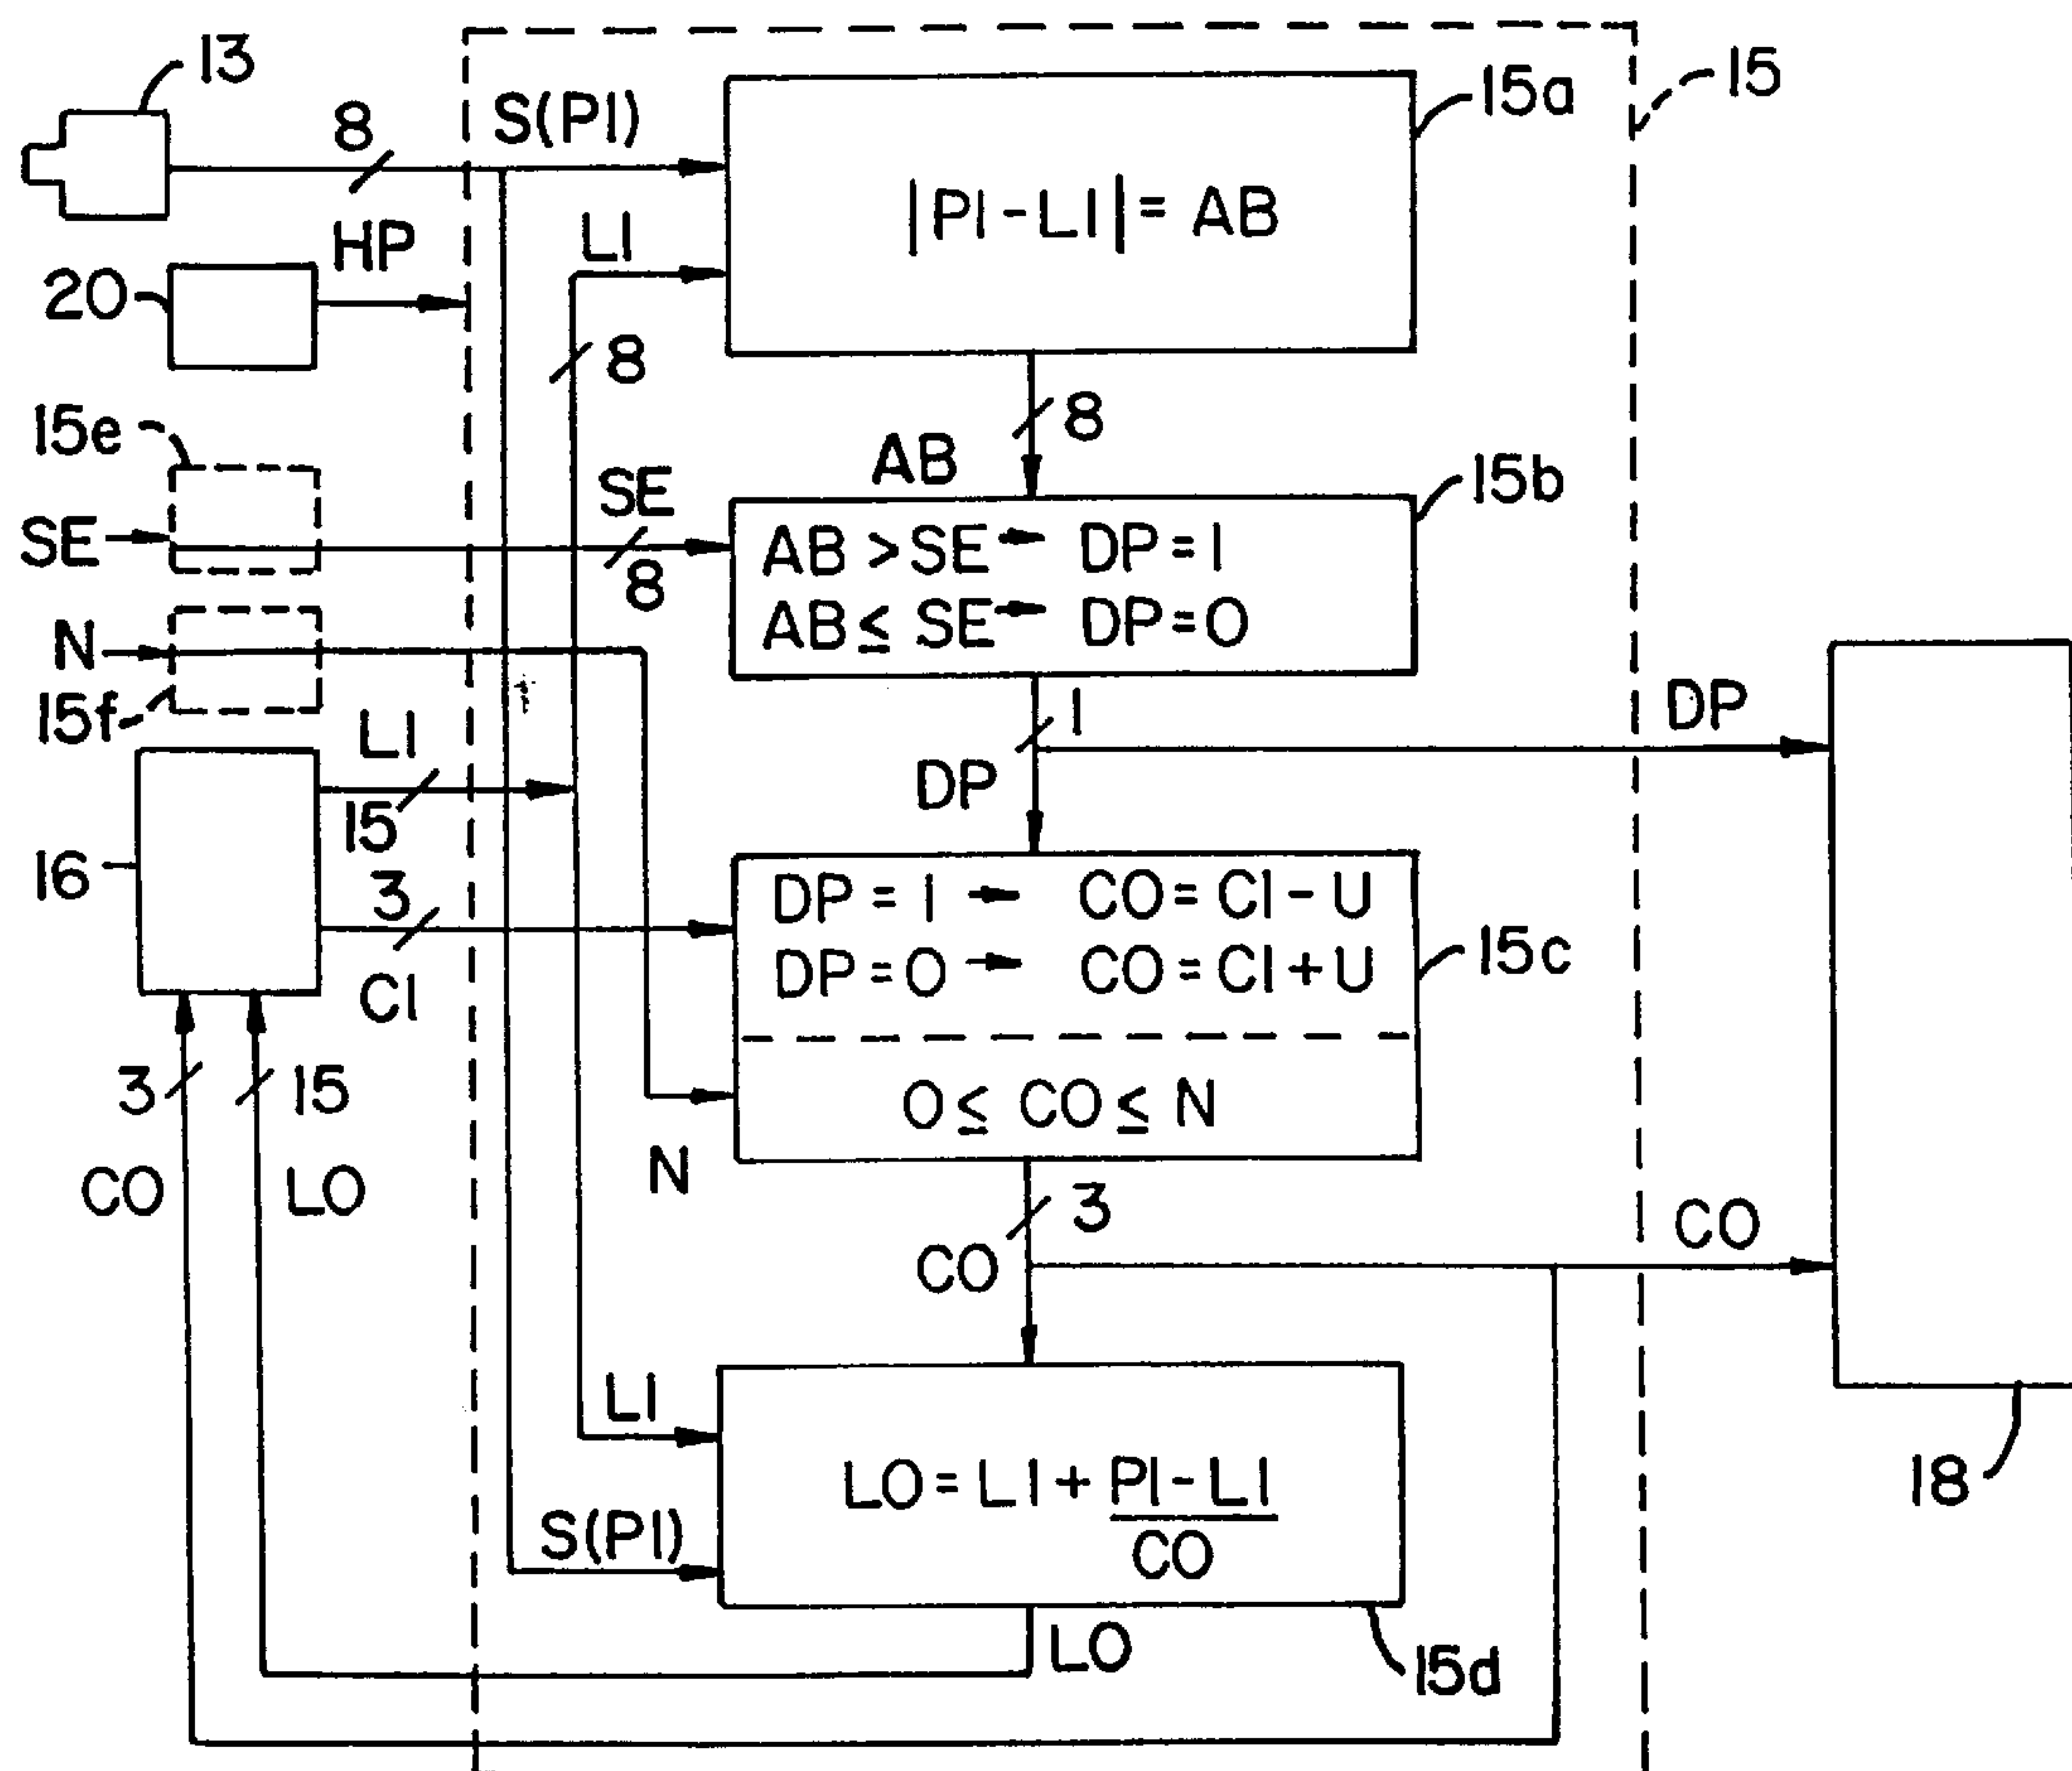 13
8
S(PI)
15a
15
|PI-LI| = AB
HP
LI
20
8
8
15e
AB
SE
15b
SE
8
AB > SE → DP = 1
AB ≤ SE → DP = 0
N
15f
1
DP
LI
15
DP
16
3
CI
DP = 1 → CO = CI - U
DP = 0 → CO = CI + U
15c
0 ≤ CO ≤ N
3
15
CO
LO
N
3
CO
CO
LI
LO = LI + PI - LI
CO
18
S(PI)
LO
15d